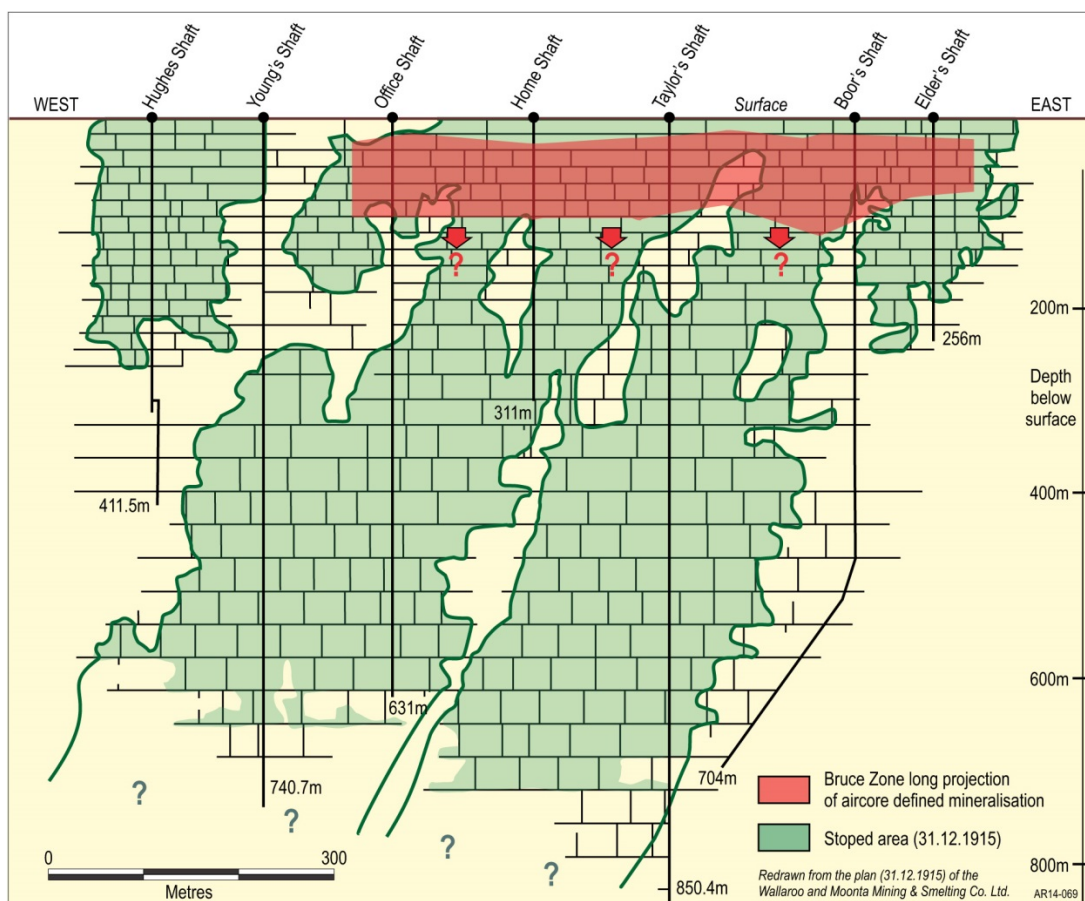 Hughes Shaft
Young's Shaft
Office Shaft
Home Shaft
Taylor's Shaft
Boor's Shaft
Elder's Shaft
WEST
Surface
EAST
?
?
?
200m
256m
Depth
below
surface
311m
400m
411.5m
600m
631m
704m
740.7m
?
?
?
?
Bruce Zone long projection
of aircore defined mineralisation
Stoped area (31.12.1915)
0
300
Metres
800m
850.4m
Redrawn from the plan (31.12.1915) of the
Wallaroo and Moonta Mining & Smelting Co. Ltd.
AR14-069